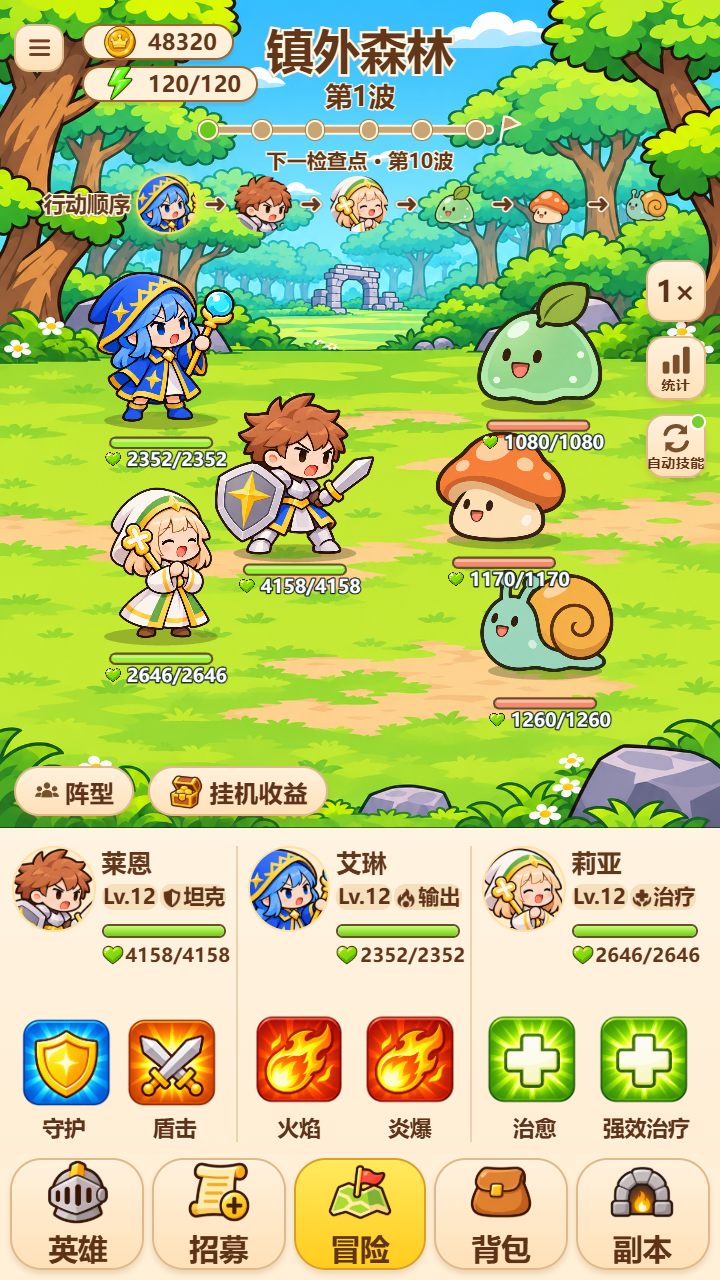 48320
120/120
镇外森林
第1波
下一检查点·第10波
行动顺序
1×
统计
自动技能
2352/2352
4158/4158
2646/2646
1080/1080
1170/1170
1260/1260
阵型
挂机收益
莱恩
Lv.12 坦克
4158/4158
守护
盾击
艾琳
Lv.12 输出
2352/2352
火焰
炎爆
莉亚
Lv.12 治疗
2646/2646
治愈
强效治疗
英雄
招募
冒险
背包
副本